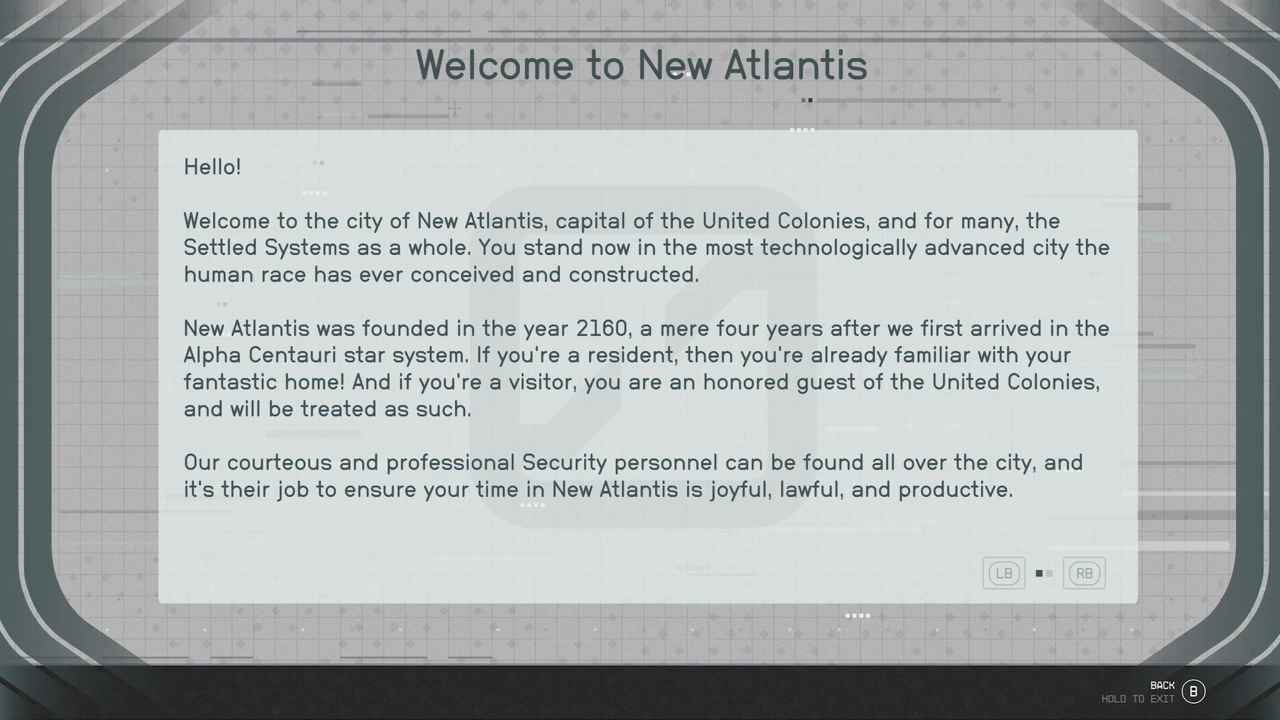 Welcome to New Atlantis
Hello!
Welcome to the city of New Atlantis, capital of the United Colonies, and for many, the
Settled Systems as a whole. You stand now in the most technologically advanced city the
human race has ever conceived and constructed.
New Atlantis was founded in the year 2160, a mere four years after we first arrived in the
Alpha Centauri star system. If you're a resident, then you're already familiar with your
fantastic home! And if you're a visitor, you are an honored guest of the United Colonies,
and will be treated as such.
Our courteous and professional Security personnel can be found all over the city, and
it's their job to ensure your time in New Atlantis is joyful, lawful, and productive.
LB RB
BACK B
HOLD TO EXIT